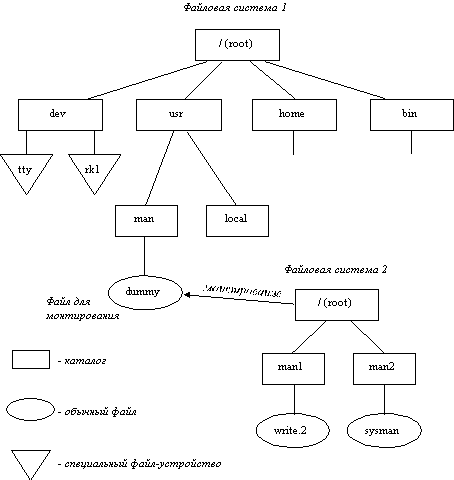 Файловая система 1
/ (root)
dev
usr
home
bin
tty
rk1
man
local
dummy
монтирование
Файловая система 2
/ (root)
Файл для
монтирования
man1
man2
- каталог
write.2
sysman
- обычный файл
- специальный файл-устройство